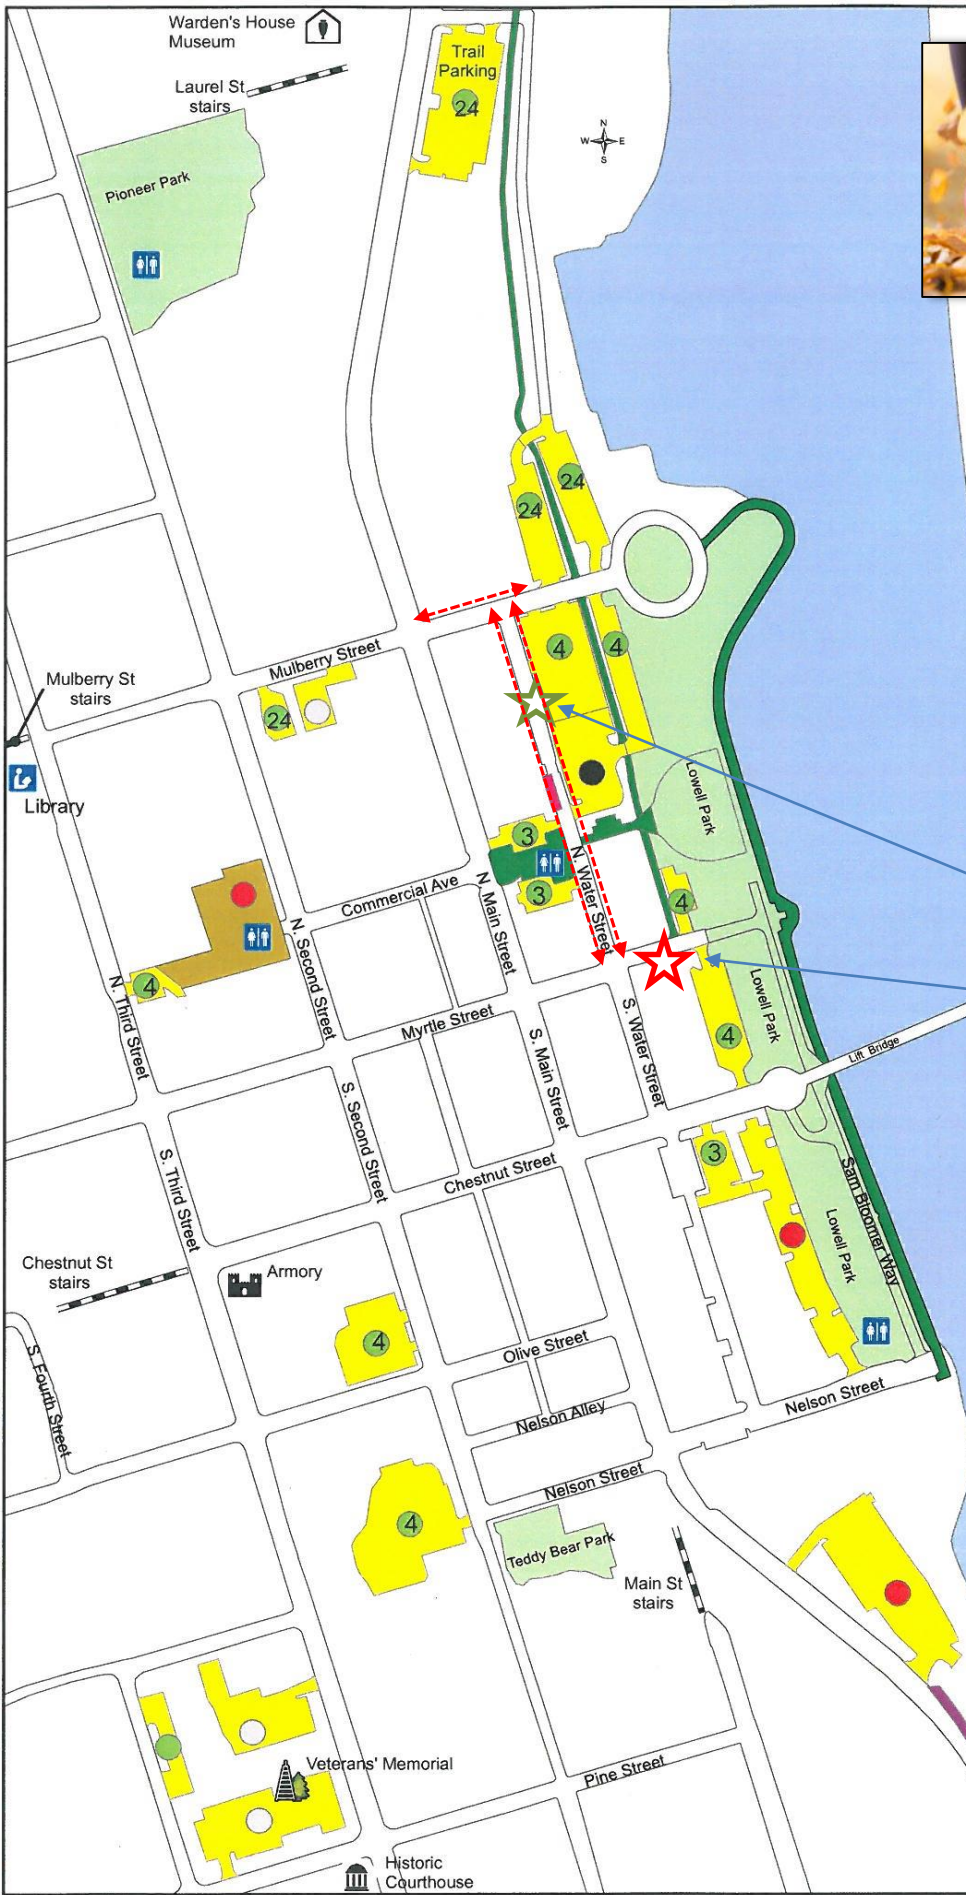 Warden's House
Museum
Laurel St
stairs
Trail
Parking
24
N
W E
S
Pioneer Park
24
24
4
4
Mulberry Street
Mulberry St
stairs
24
Library
Lowell Park
3
3
N. Water Street
4
Commercial Ave
N. Main Street
N. Second Street
4
N. Third Street
Myrtle Street
Lowell Park
4
S. Water Street
S. Main Street
Lift Bridge
S. Second Street
S. Third Street
Chestnut Street
3
Sam Bloomer Way
Lowell Park
Chestnut St
stairs
Armory
4
Olive Street
S. Fourth Street
Nelson Street
Nelson Alley
Nelson Street
4
Teddy Bear Park
Main St
stairs
Veterans' Memorial
Pine Street
Historic
Courthouse